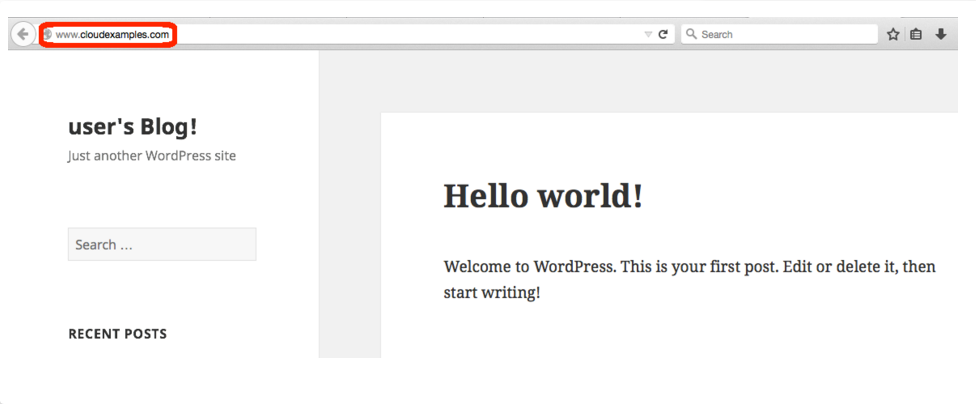 www.cloudexamples.com
Search
user's Blog!
Just another WordPress site
Search ...
RECENT POSTS
Hello world!
Welcome to WordPress. This is your first post. Edit or delete it, then
start writing!